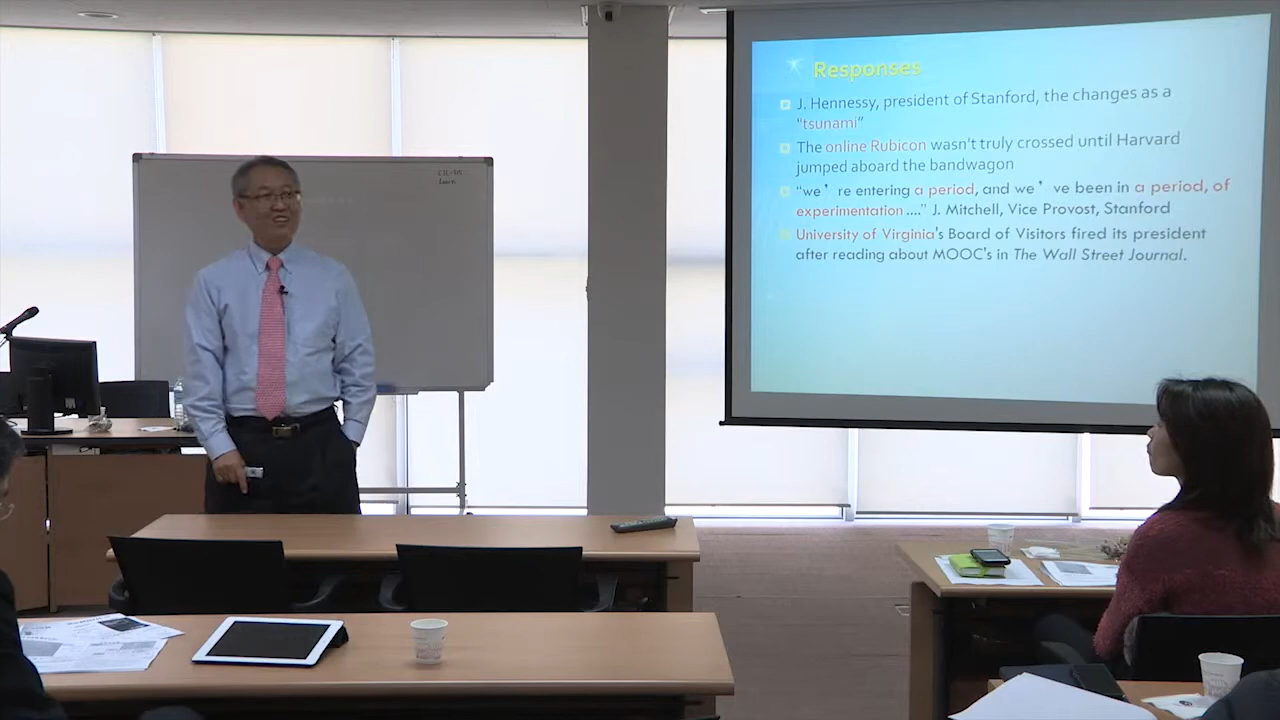 Responses
J. Hennessy, president of Stanford, the changes as a
"tsunami"
The online Rubicon wasn't truly crossed until Harvard
jumped aboard the bandwagon
"we're entering a period, and we've been in a period, of
experimentation ...." J. Mitchell, Vice Provost, Stanford
University of Virginia's Board of Visitors fired its president
after reading about MOOC's in The Wall Street Journal.